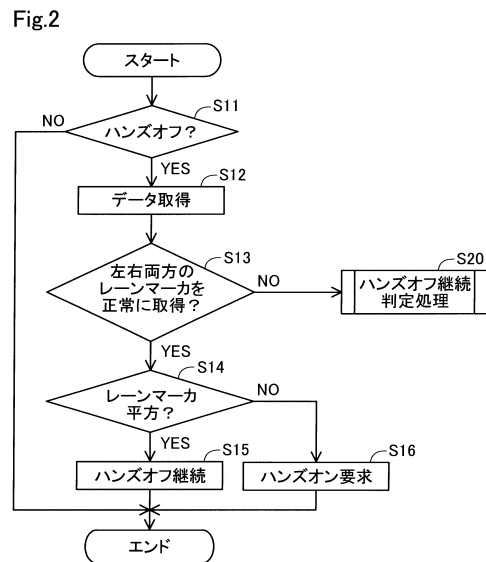 Fig.2
スタート
S11
NO
ハンズオフ？
YES
S12
データ取得
S13
左右両方の
レーンマーカを
正常に取得？
NO
S20
ハンズオフ継続
判定処理
YES
S14
レーンマーカ
平方？
NO
YES
S15
ハンズオフ継続
S16
ハンズオン要求
エンド